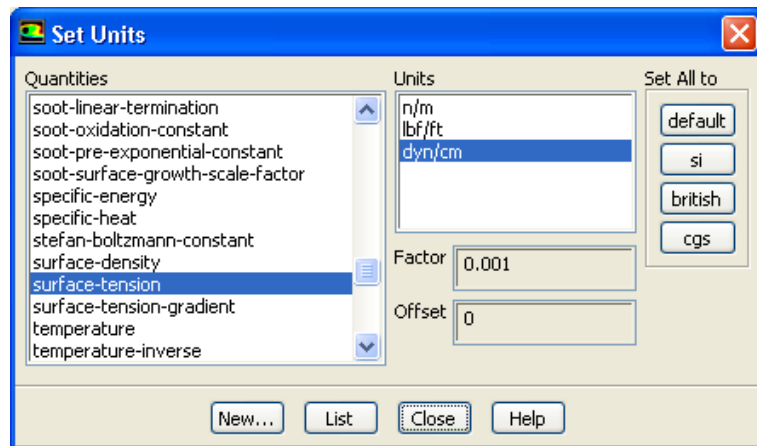 Set Units
Quantities
soot-linear-termination
soot-oxidation-constant
soot-pre-exponential-constant
soot-surface-growth-scale-factor
specific-energy
specific-heat
stefan-boltzmann-constant
surface-density
surface-tension
surface-tension-gradient
temperature
temperature-inverse
Units
n/m
lbf/ft
dyn/cm
Factor 0.001
Offset 0
Set All to
default
si
british
cgs
New... List Close Help